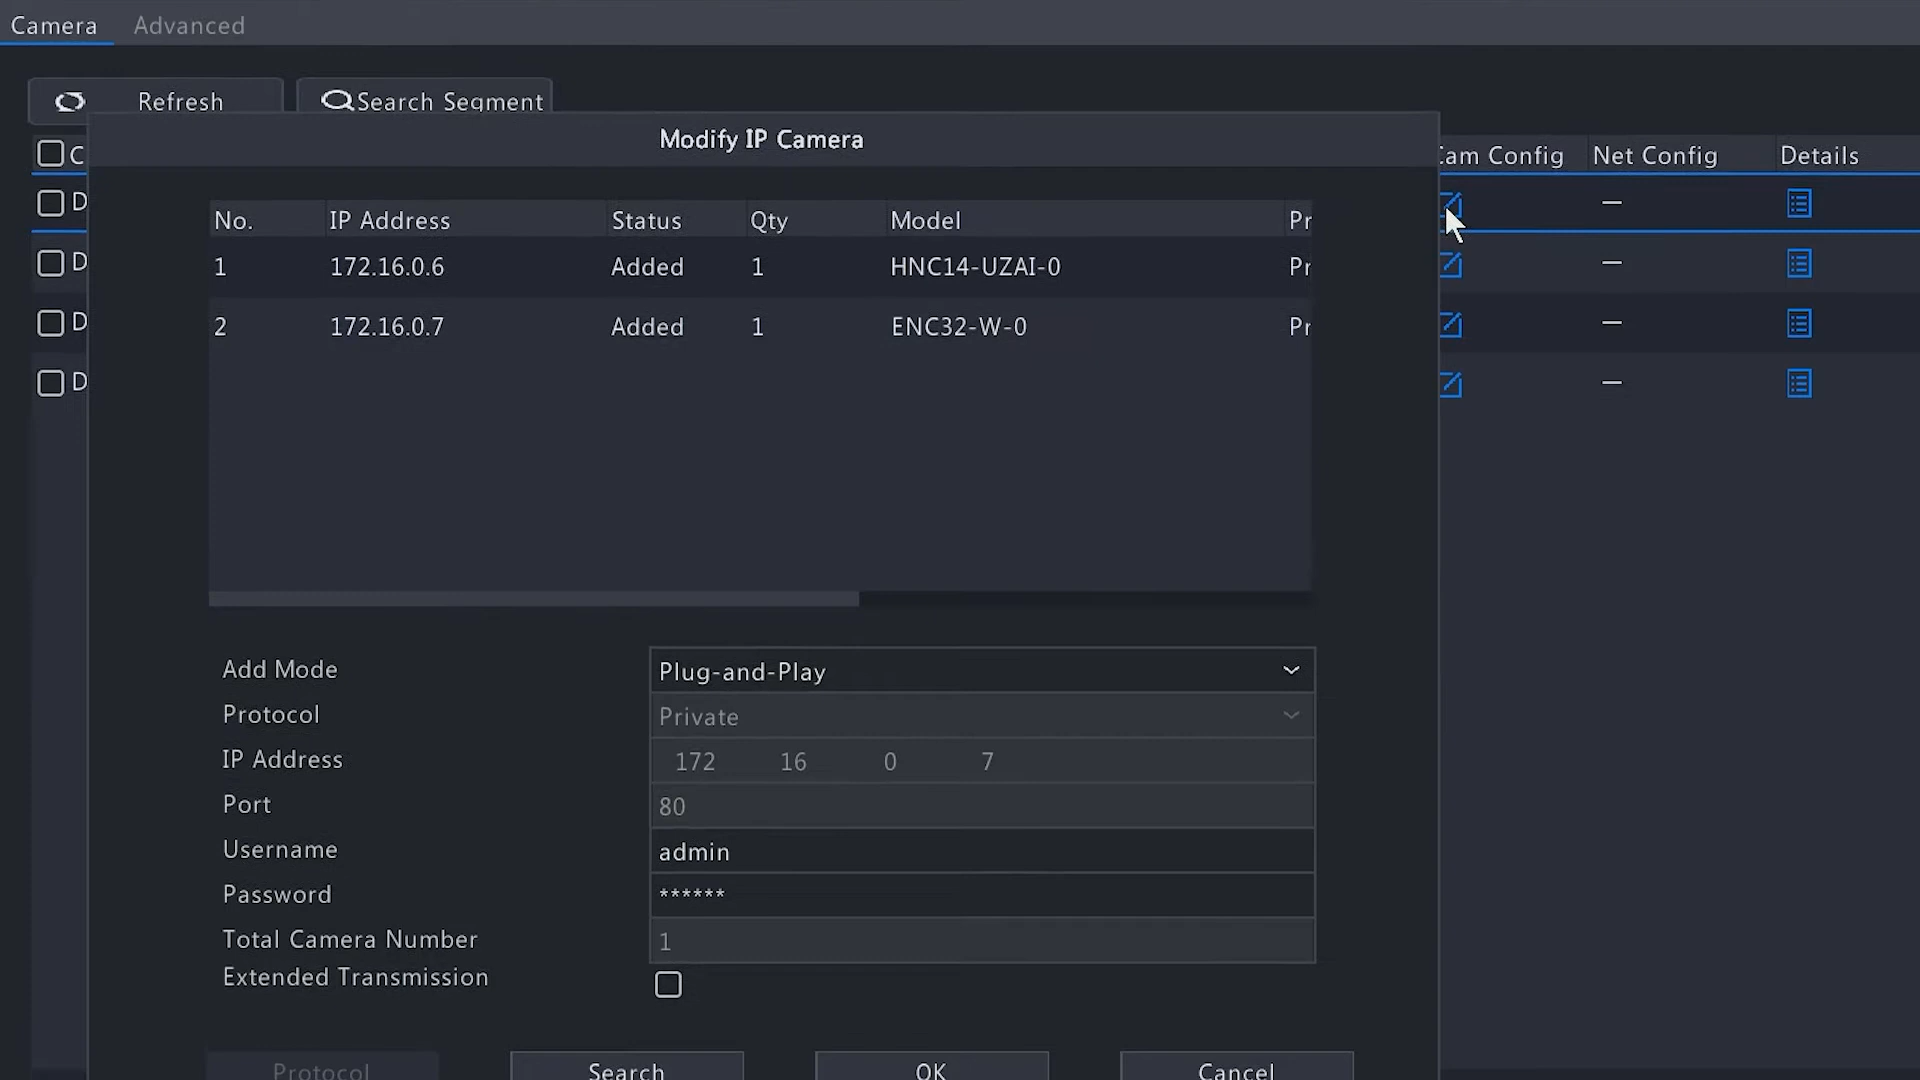 Camera Advanced
Refresh Search Segment
Modify IP Camera
C Cam Config Net Config Details
No. IP Address Status Qty Model Pr
D
1 172.16.0.6 Added 1 HNC14-UZAI-0 Pr
D
2 172.16.0.7 Added 1 ENC32-W-0 Pr
D
D
Add Mode Plug-and-Play
Protocol Private
IP Address 172 16 0 7
Port 80
Username admin
Password ******
Total Camera Number 1
Extended Transmission
Protocol Search OK Cancel